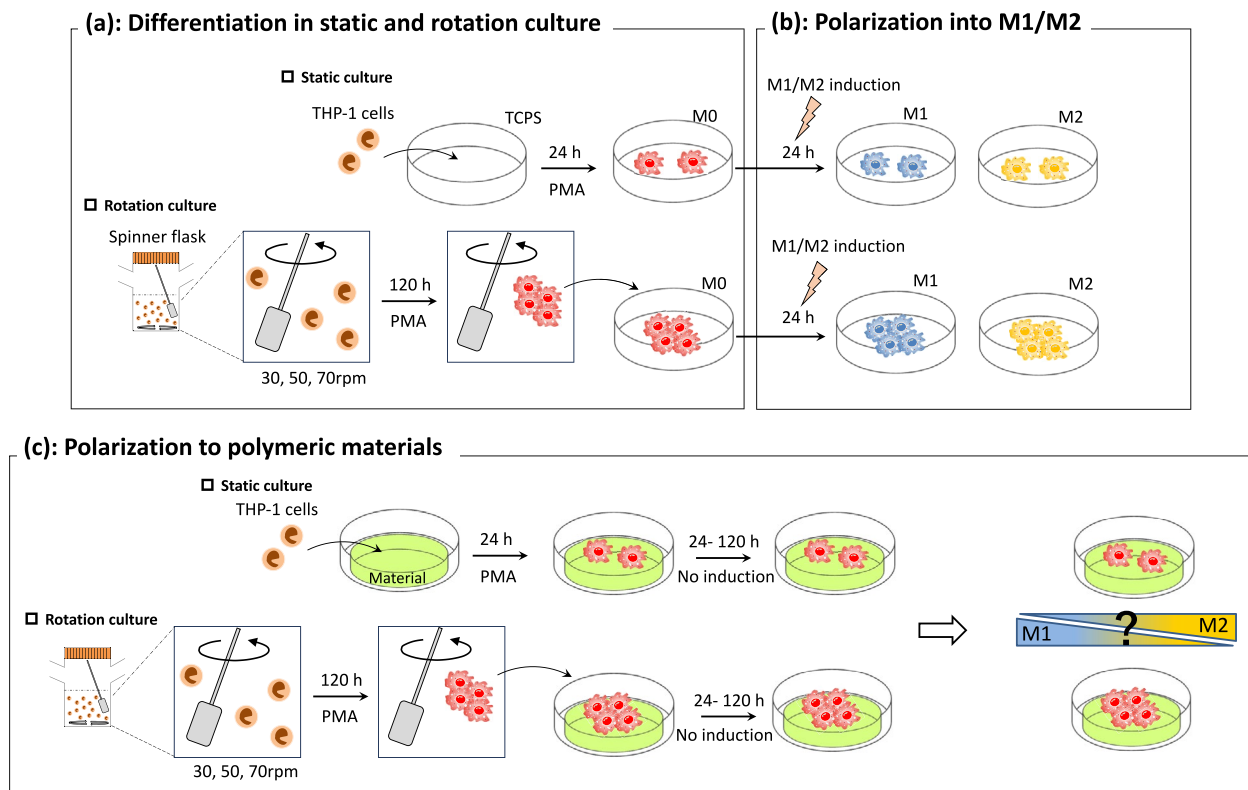 (a): Differentiation in static and rotation culture
Static culture
THP-1 cells
TCPS
24 h
PMA
M0
Rotation culture
Spinner flask
30, 50, 70rpm
120 h
PMA
M0
(b): Polarization into M1/M2
M1/M2 induction
24 h
M1
M2
M1/M2 induction
24 h
M1
M2
(c): Polarization to polymeric materials
Static culture
THP-1 cells
Material
24 h
PMA
24- 120 h
No induction
Rotation culture
30, 50, 70rpm
120 h
PMA
24- 120 h
No induction
M1
?
M2